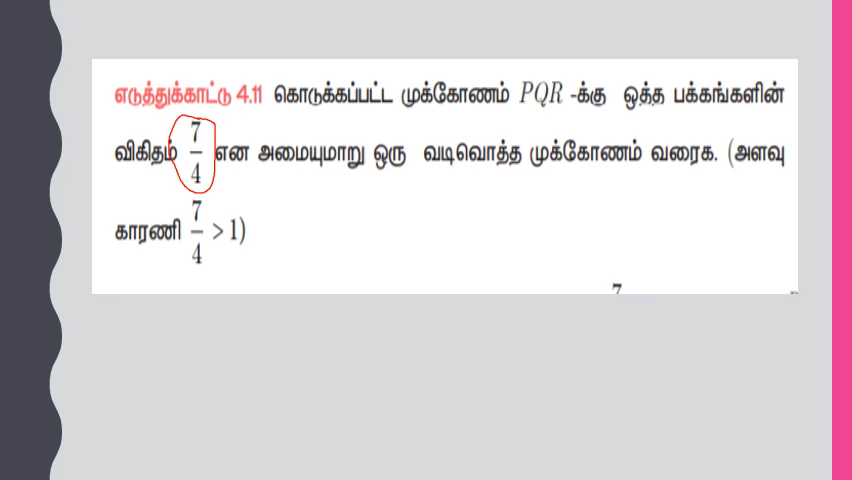 எடுத்துக்காட்டு 4.11 கொடுக்கப்பட்ட முக்கோணம் PQR -க்கு ஒத்த பக்கங்களின்
விகிதம் 7/4 என அமையுமாறு ஒரு வடிவொத்த முக்கோணம் வரைக. (அளவு
காரணி 7/4 > 1)
7